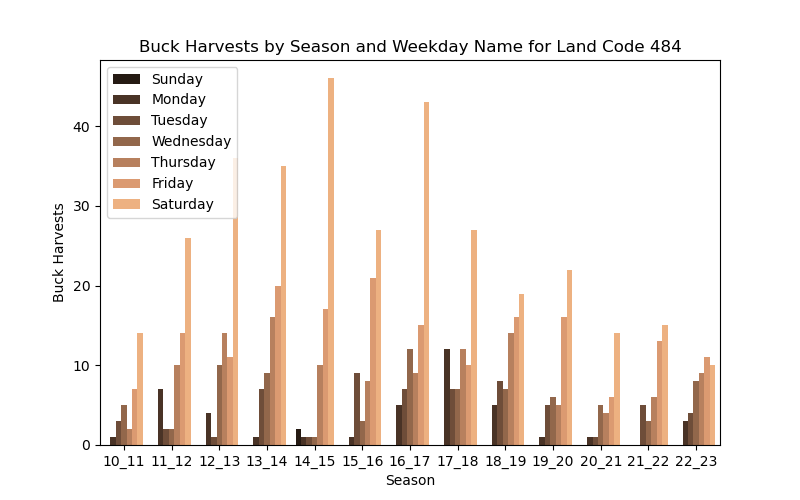 Buck Harvests by Season and Weekday Name for Land Code 484
Sunday
Monday
Tuesday
Wednesday
Thursday
Friday
Saturday
40
30
20
10
0
Buck Harvests
10_11 11_12 12_13 13_14 14_15 15_16 16_17 17_18 18_19 19_20 20_21 21_22 22_23
Season